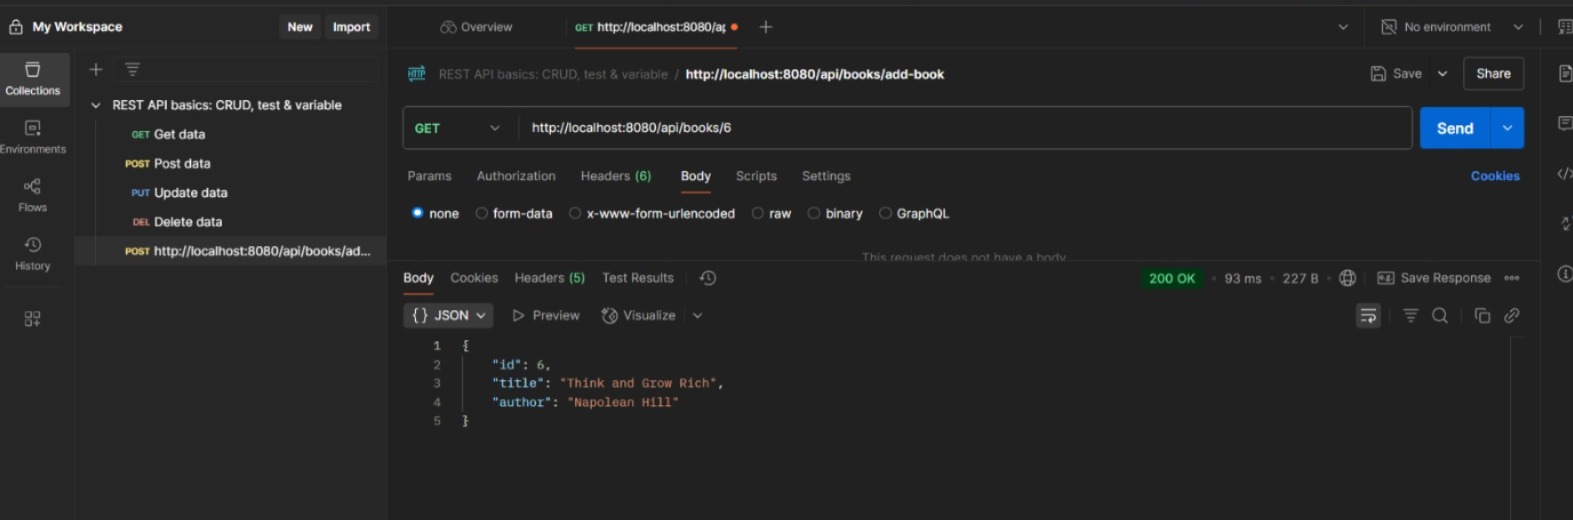 My Workspace New Import
Overview
GET http://localhost:8080/ap
No environment
Collections
Environments
Flows
History
REST API basics: CRUD, test & variable
GET Get data
POST Post data
PUT Update data
DEL Delete data
POST http://localhost:8080/api/books/ad...
HTTP REST API basics: CRUD, test & variable / http://localhost:8080/api/books/add-book
Save Share
GET http://localhost:8080/api/books/6 Send
Params Authorization Headers (6) Body Scripts Settings Cookies
none form-data x-www-form-urlencoded raw binary GraphQL
This request does not have a body
Body Cookies Headers (5) Test Results 200 OK • 93 ms • 227 B • e.g. Save Response
{} JSON Preview Visualize
1 {
2 "id": 6,
3 "title": "Think and Grow Rich",
4 "author": "Napolean Hill"
5 }